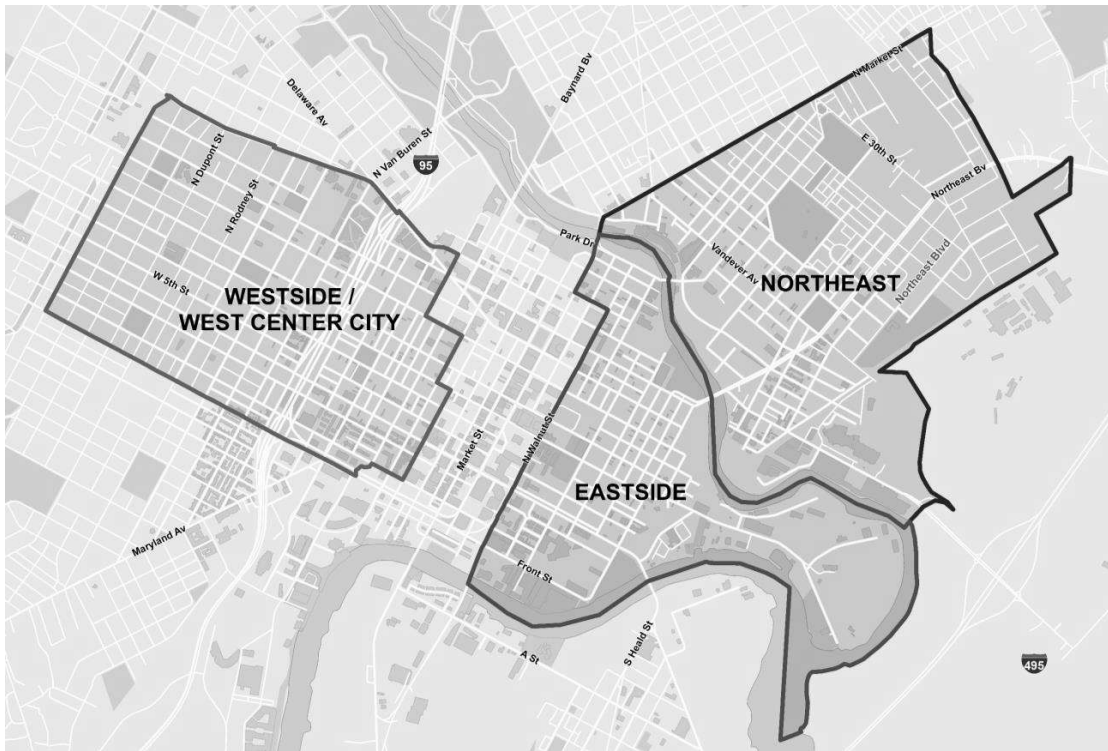 N Market St
Baynard Bv
Delaware Av
N Van Buren St
95
E 30th St
N Dupont St
N Rodney St
Northeast Bv
Park Dr
Vandever Av
Northeast Blvd
W 5th St
NORTHEAST
WESTSIDE /
WEST CENTER CITY
N Walnut St
Market St
EASTSIDE
Maryland Av
Front St
S Heald St
A St
495